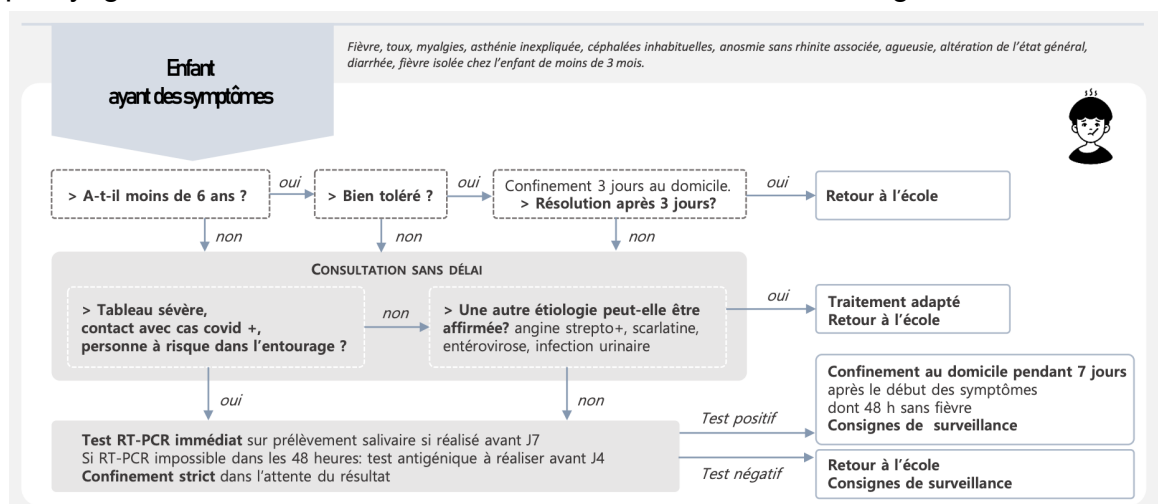 Fièvre, toux, myalgies, asthénie inexpliquée, céphalées inhabituelles, anosmie sans rhinite associée, agueusie, altération de l'état général,
diarrhée, fièvre isolée chez l'enfant de moins de 3 mois.
Enfant
ayant des symptômes
> A-t-il moins de 6 ans ?
oui
> Bien toléré ?
oui
Confinement 3 jours au domicile.
> Résolution après 3 jours?
oui
Retour à l'école
non
non
non
CONSULTATION SANS DÉLAI
> Tableau sévère,
contact avec cas covid +,
personne à risque dans l'entourage ?
non
> Une autre étiologie peut-elle être
affirmée? angine strepto+, scarlatine,
entérovirose, infection urinaire
oui
Traitement adapté
Retour à l'école
oui
non
Test RT-PCR immédiat sur prélèvement salivaire si réalisé avant J7
Si RT-PCR impossible dans les 48 heures: test antigénique à réaliser avant J4
Confinement strict dans l'attente du résultat
Test positif
Confinement au domicile pendant 7 jours
après le début des symptômes
dont 48 h sans fièvre
Consignes de surveillance
Test négatif
Retour à l'école
Consignes de surveillance